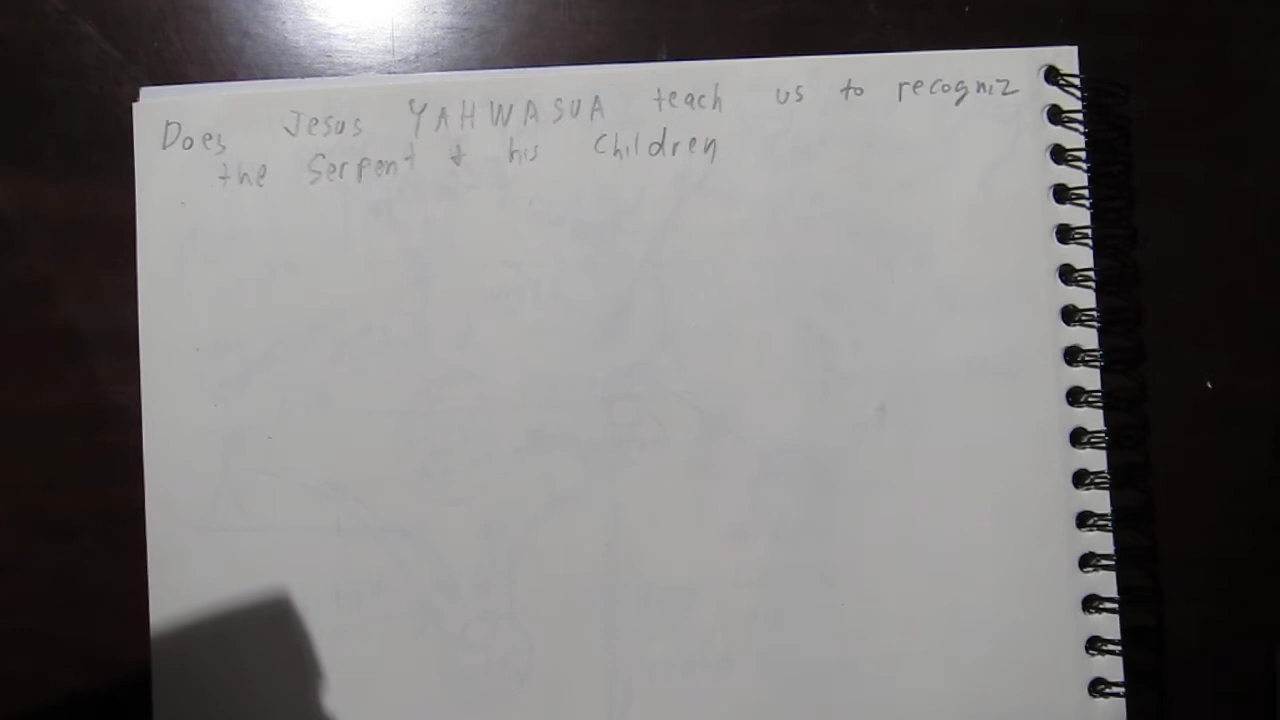 Does Jesus YAHWASUA teach us to recogniz
the Serpent & his Children